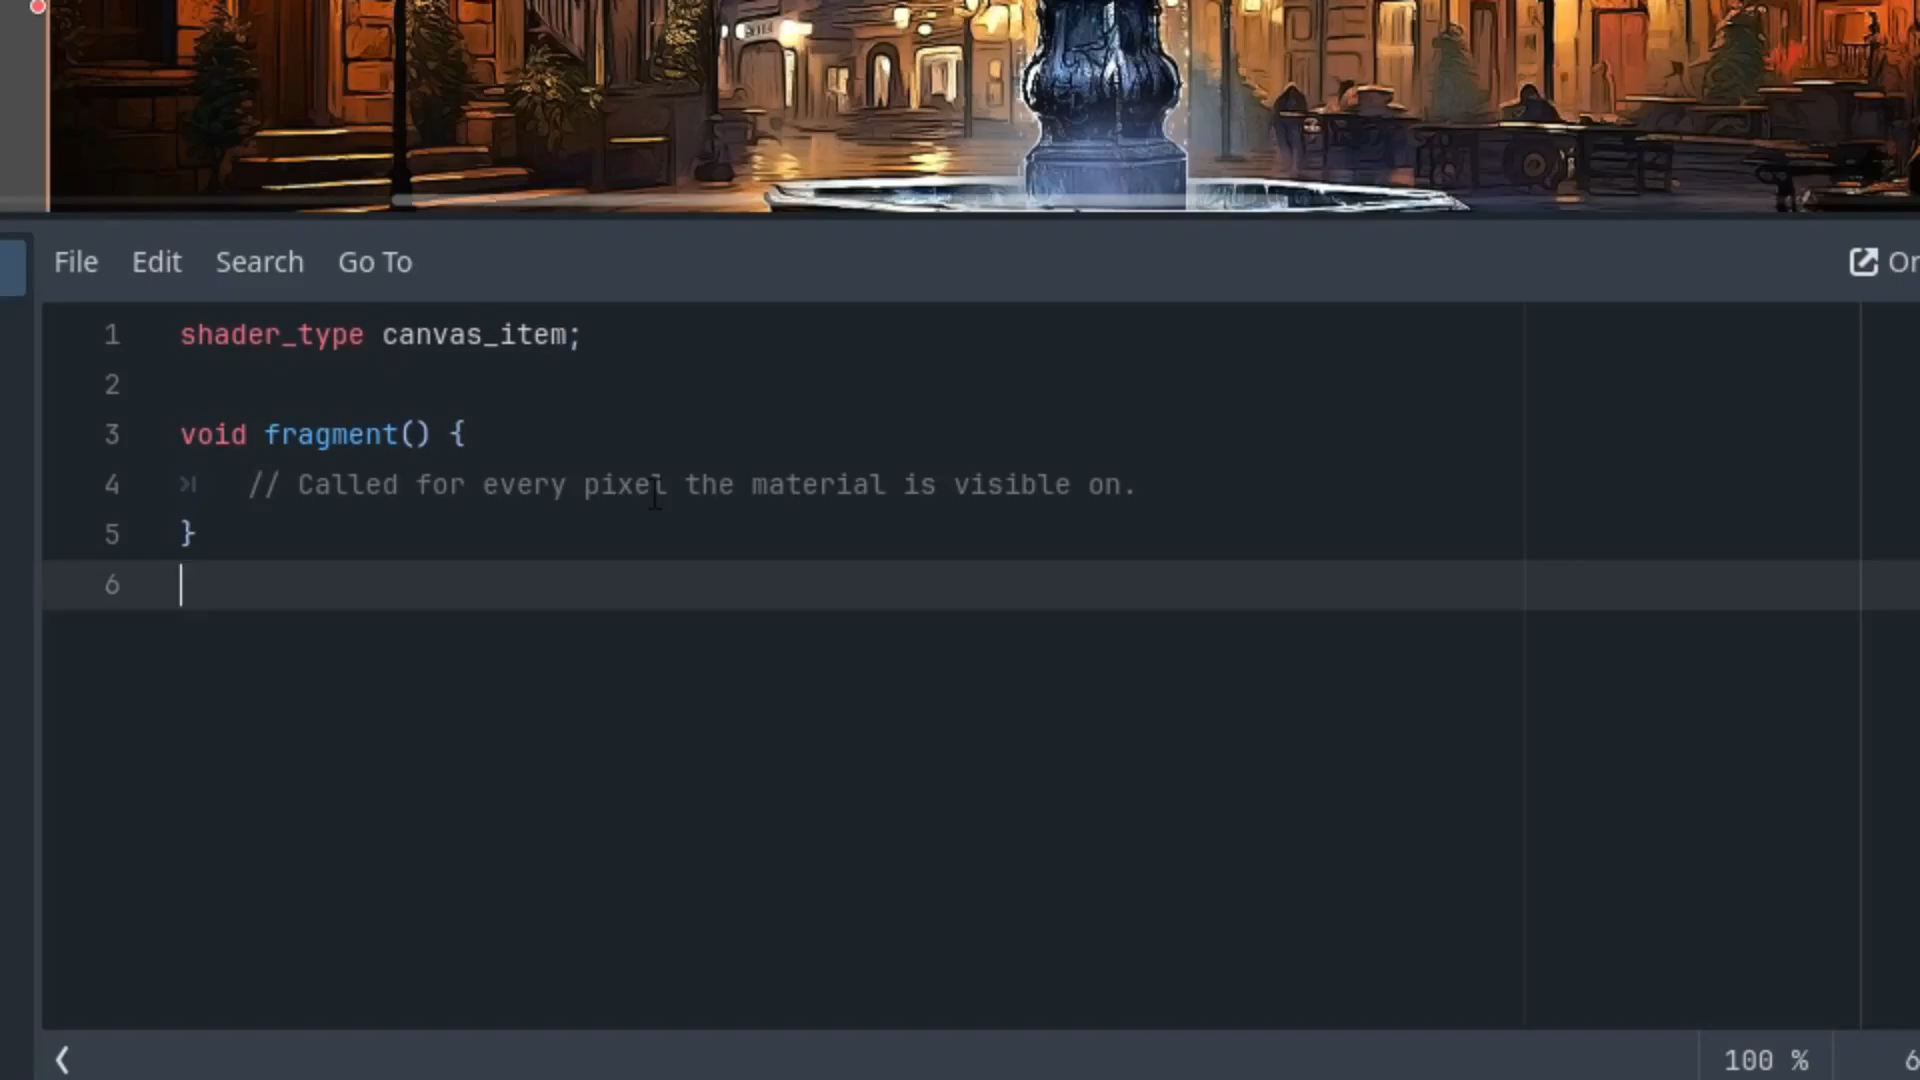 File Edit Search Go To
1 shader_type canvas_item;
2
3 void fragment() {
4 // Called for every pixel the material is visible on.
5 }
6
100 %
6